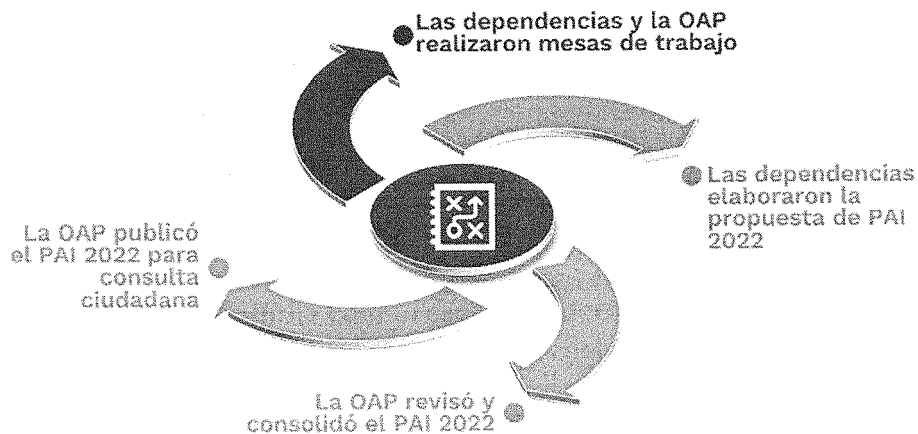 Las dependencias y la OAP
realizaron mesas de trabajo
Las dependencias
elaboraron la
propuesta de PAI
2022
La OAP revisó y
consolidó el PAI 2022
La OAP publicó
el PAI 2022 para
consulta
ciudadana